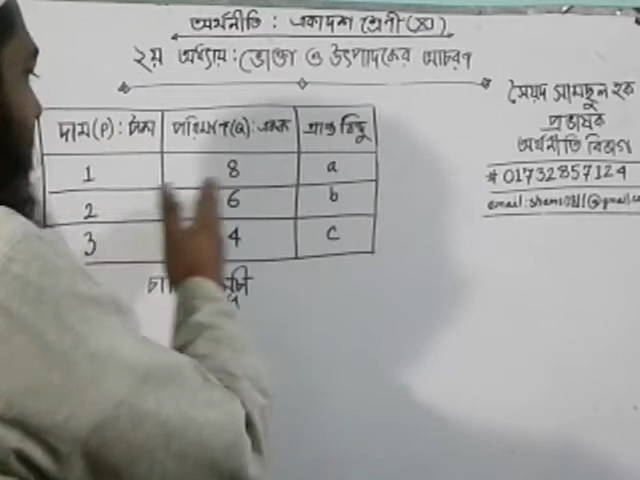 অর্থনীতি : একাদশ শ্রেণী (XI)
২য় অধ্যায় : ভোক্তা ও উৎপাদকের আচরণ
সৈয়দ সামছুল হক
প্রভাষক
অর্থনীতি বিভাগ
# 01732857124
দাম (P) : টাকা পরিমাণ (Q) : একক প্রান্ত বিন্দু
1 8 a
2 6 b
3 4 c
সূচী